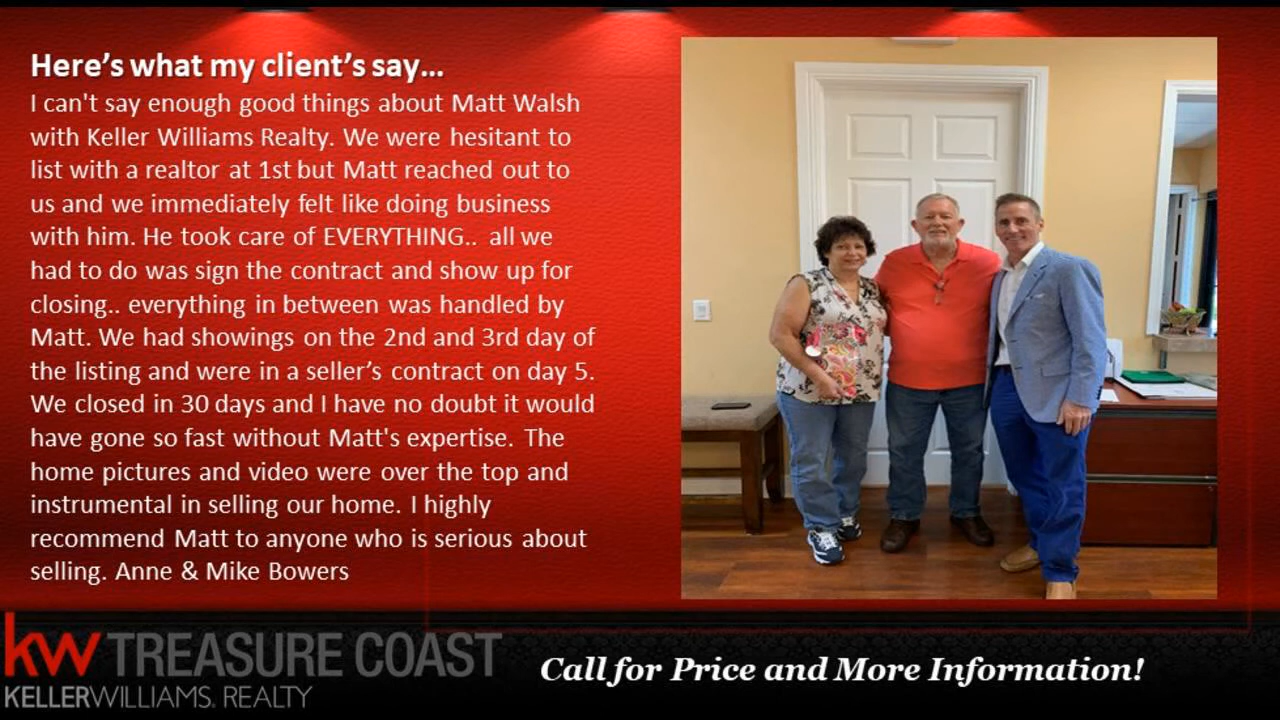 Here's what my client's say...
I can't say enough good things about Matt Walsh
with Keller Williams Realty. We were hesitant to
list with a realtor at 1st but Matt reached out to
us and we immediately felt like doing business
with him. He took care of EVERYTHING.. all we
had to do was sign the contract and show up for
closing.. everything in between was handled by
Matt. We had showings on the 2nd and 3rd day of
the listing and were in a seller's contract on day 5.
We closed in 30 days and I have no doubt it would
have gone so fast without Matt's expertise. The
home pictures and video were over the top and
instrumental in selling our home. I highly
recommend Matt to anyone who is serious about
selling. Anne & Mike Bowers
kw TREASURE COAST
KELLERWILLIAMS. REALTY
Call for Price and More Information!